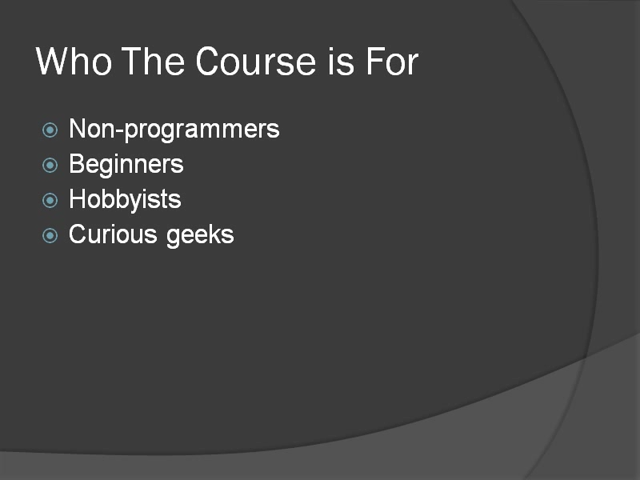 Who The Course is For
Non-programmers
Beginners
Hobbyists
Curious geeks